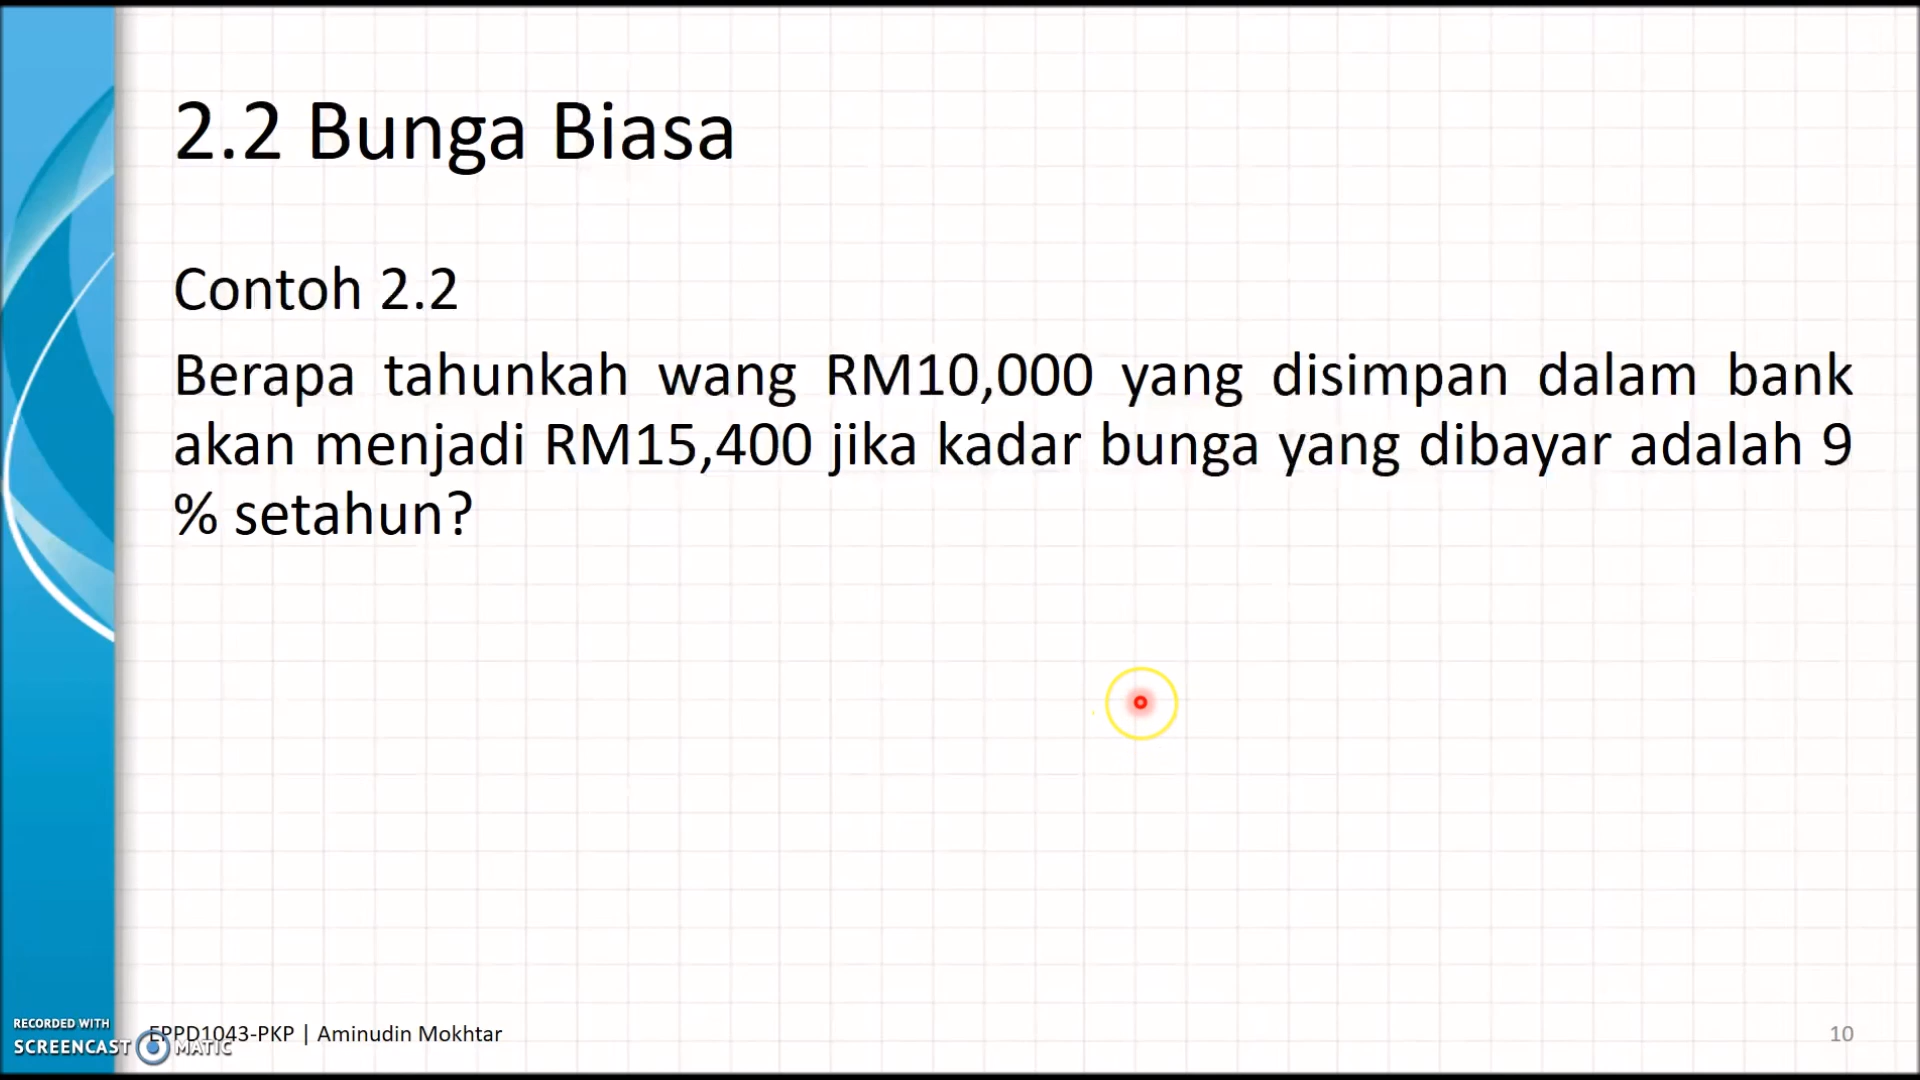 2.2 Bunga Biasa
Contoh 2.2
Berapa tahunkah wang RM10,000 yang disimpan dalam bank
akan menjadi RM15,400 jika kadar bunga yang dibayar adalah 9
% setahun?
RECORDED WITH
SCREENCAST MATIC
EPPD1043-PKP | Aminudin Mokhtar
10